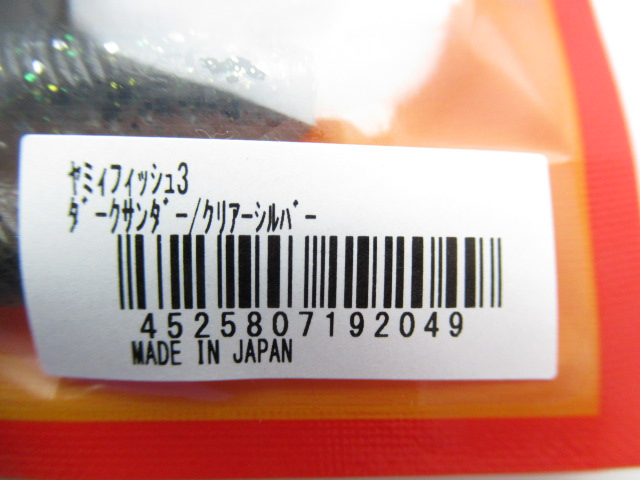 ﾔﾐｨﾌｨｯｼｭ3
ﾀﾞｰｸｻﾝﾀﾞｰ/ｸﾘｱｰｼﾙﾊﾞｰ
4525807192049
MADE IN JAPAN